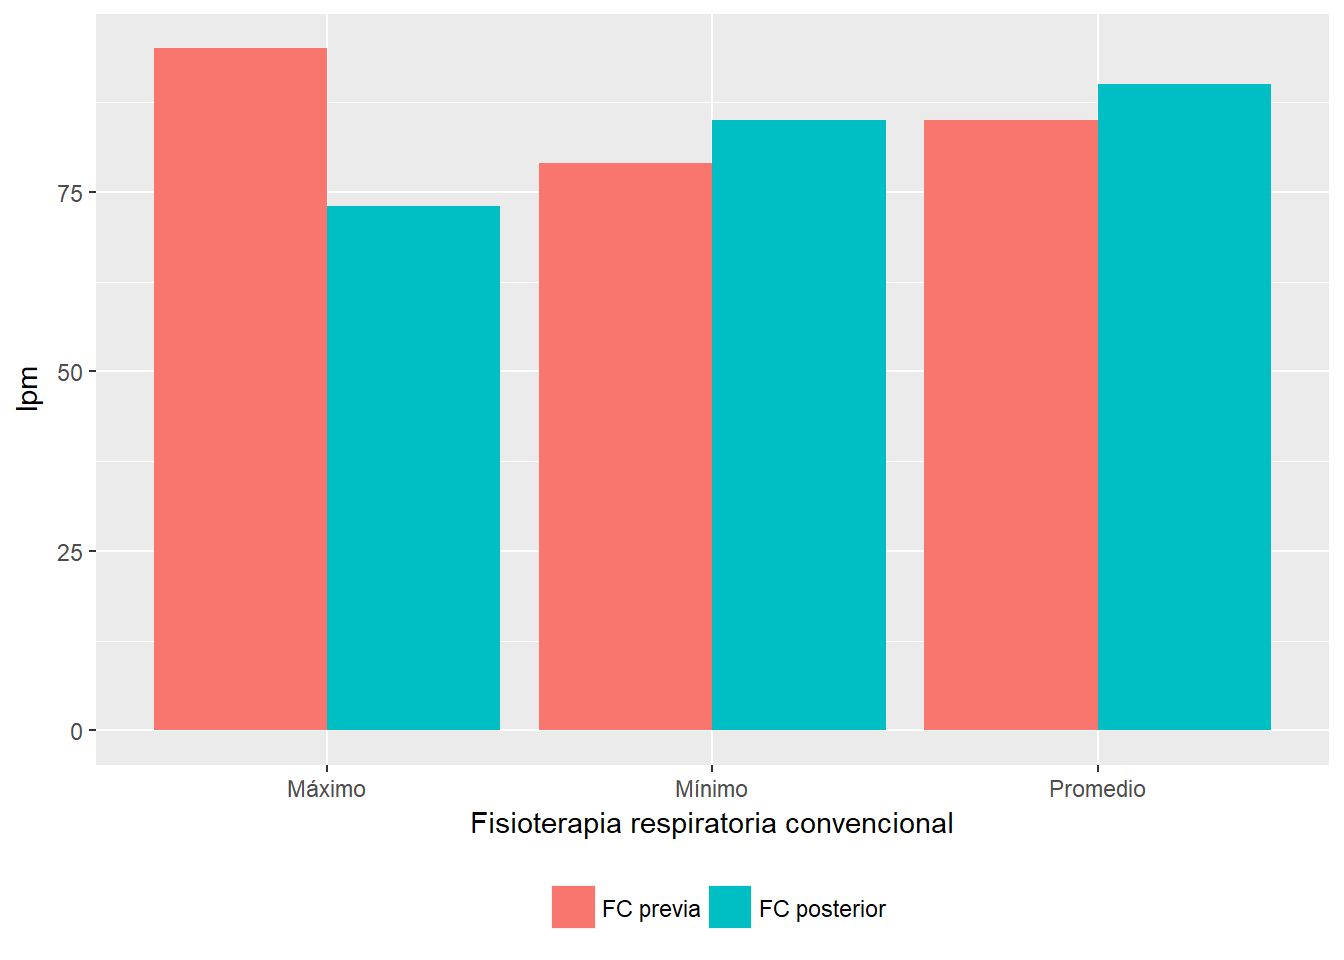 75
50
25
0
lpm
Máximo
Mínimo
Promedio
Fisioterapia respiratoria convencional
FC previa
FC posterior